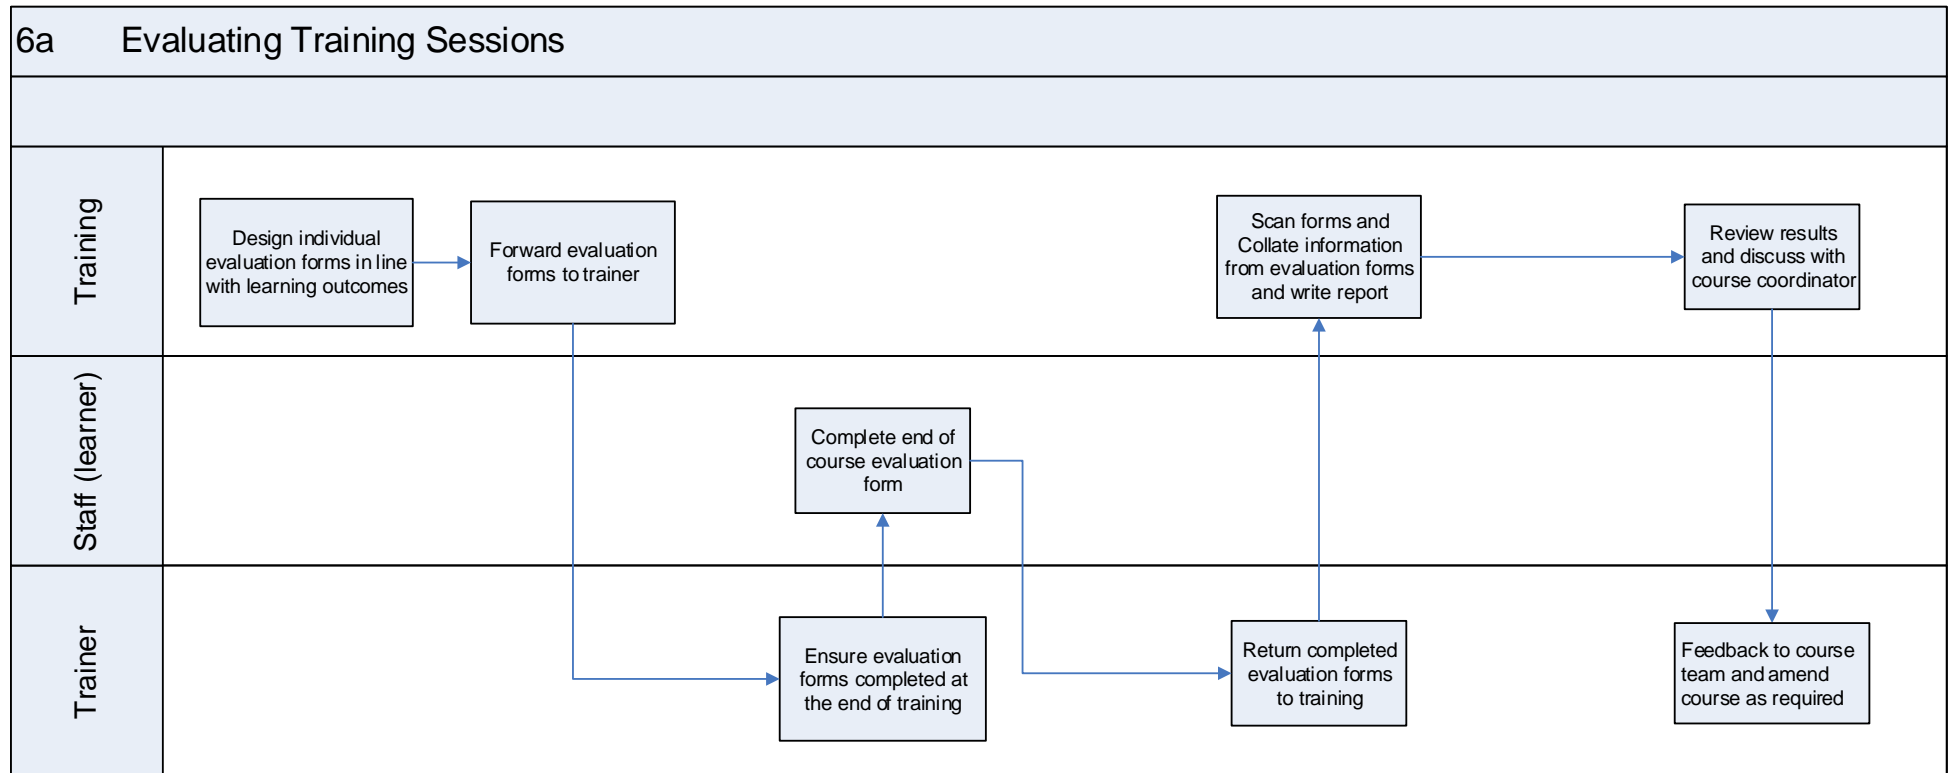 6a Evaluating Training Sessions
Training
Design individual
evaluation forms in line
with learning outcomes
Forward evaluation
forms to trainer
Scan forms and
Collate information
from evaluation forms
and write report
Review results
and discuss with
course coordinator
Staff (learner)
Complete end of
course evaluation
form
Trainer
Ensure evaluation
forms completed at
the end of training
Return completed
evaluation forms
to training
Feedback to course
team and amend
course as required